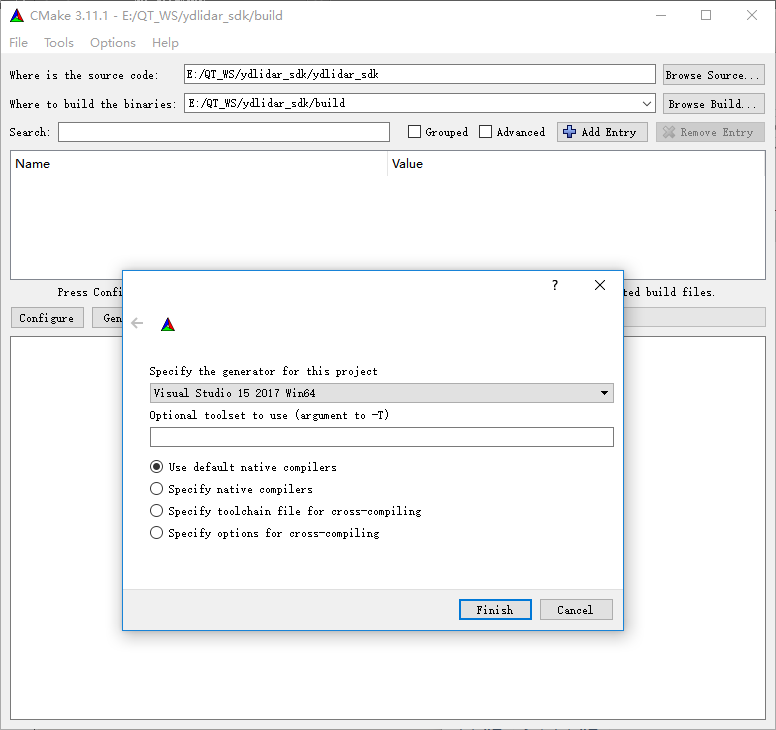 CMake 3.11.1 - E:/QT_WS/ydlidar_sdk/build
File Tools Options Help
Where is the source code: E:/QT_WS/ydlidar_sdk/ydlidar_sdk Browse Source...
Where to build the binaries: E:/QT_WS/ydlidar_sdk/build Browse Build...
Search: Grouped Advanced Add Entry Remove Entry
Name Value
Press Confi
ted build files.
Configure Gen
?
Specify the generator for this project
Visual Studio 15 2017 Win64
Optional toolset to use (argument to -T)
Use default native compilers
Specify native compilers
Specify toolchain file for cross-compiling
Specify options for cross-compiling
Finish Cancel